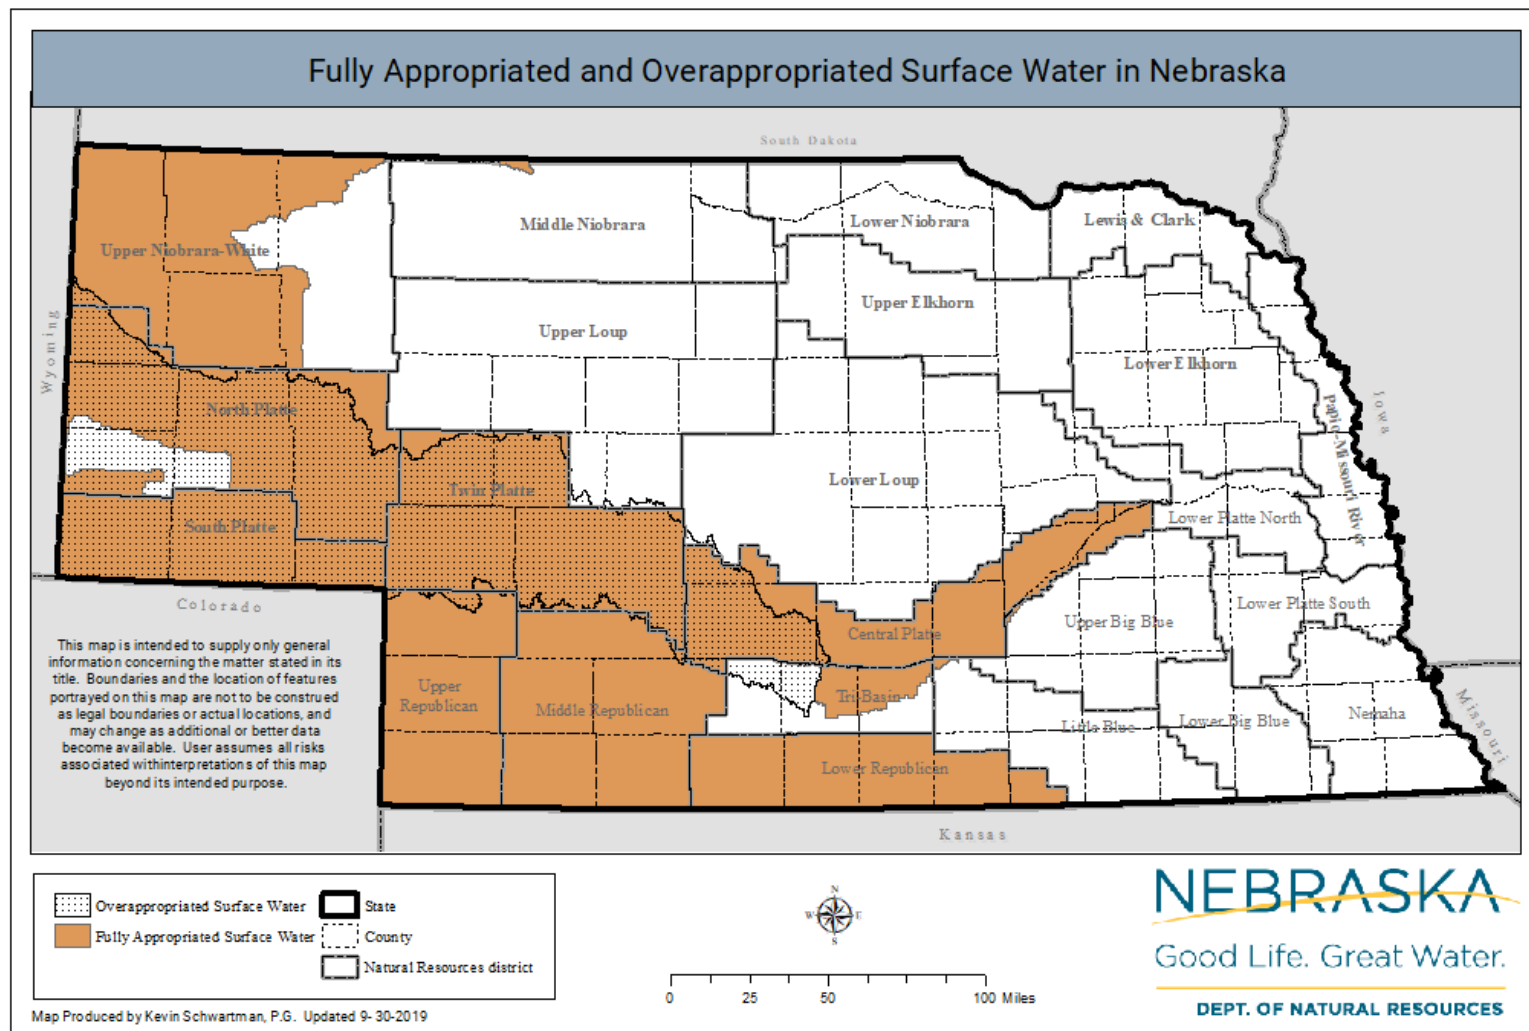 Fully Appropriated and Overappropriated Surface Water in Nebraska
South Dakota
Middle Niobrara
Lower Niobrara
Lewis & Clark
Upper Niobrara-White
Upper Elkhorn
Upper Loup
Wyoming
Lower Elkhorn
North Platte
Papio-Missouri River
Iowa
Lower Loup
Twin Platte
South Platte
Lower Platte North
Colorado
Lower Platte South
Upper Big Blue
Central Platte
This map is intended to supply only general
information concerning the matter stated in its
title. Boundaries and the location of features
portrayed on this map are not to be construed
as legal boundaries or actual locations, and
may change as additional or better data
become available. User assumes all risks
associated withinterpretations of this map
beyond its intended purpose.
Upper
Republican
Middle Republican
Tri-Basin
Little Blue
Lower Big Blue
Nemaha
Missouri
Lower Republican
Kansas
Overappropriated Surface Water
State
Fully Appropriated Surface Water
County
Natural Resources district
N
W
E
S
0 25 50 100 Miles
NEBRASKA
Good Life. Great Water.
DEPT. OF NATURAL RESOURCES
Map Produced by Kevin Schwartman, P.G. Updated 9- 30-2019